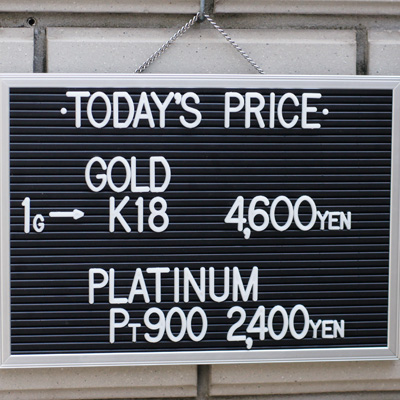 ·TODAY'S PRICE·
GOLD
1G→ K18 4,600YEN
PLATINUM
PT900 2,400YEN